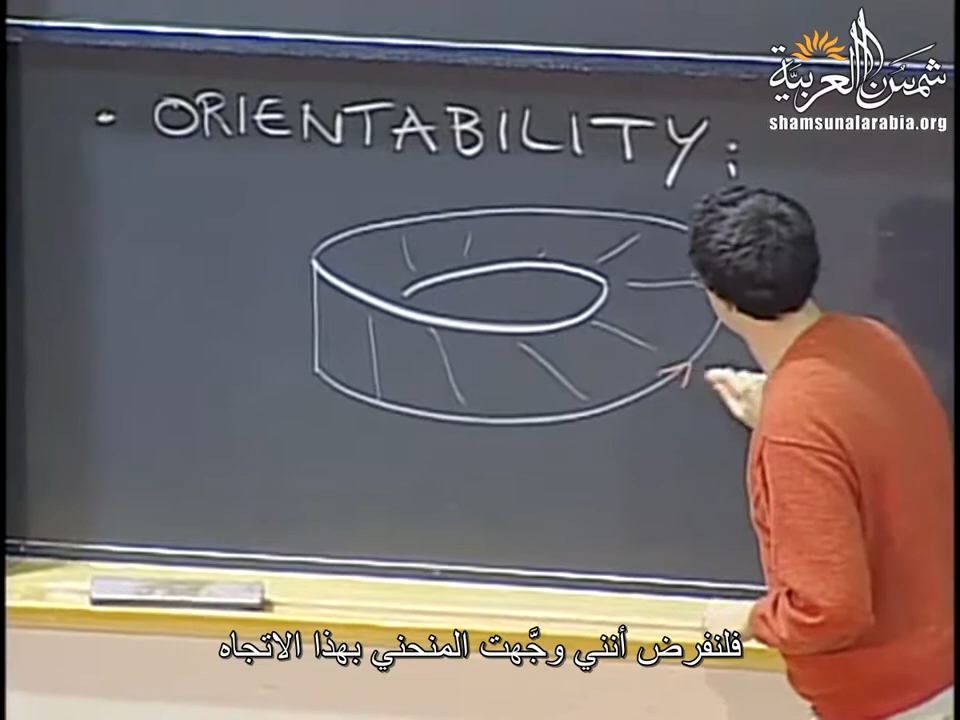 شمس العربية
shamsunalarabia.org
- ORIENTABILITY:
فلنفرض أنني وجَّهت المنحني بهذا الاتجاه